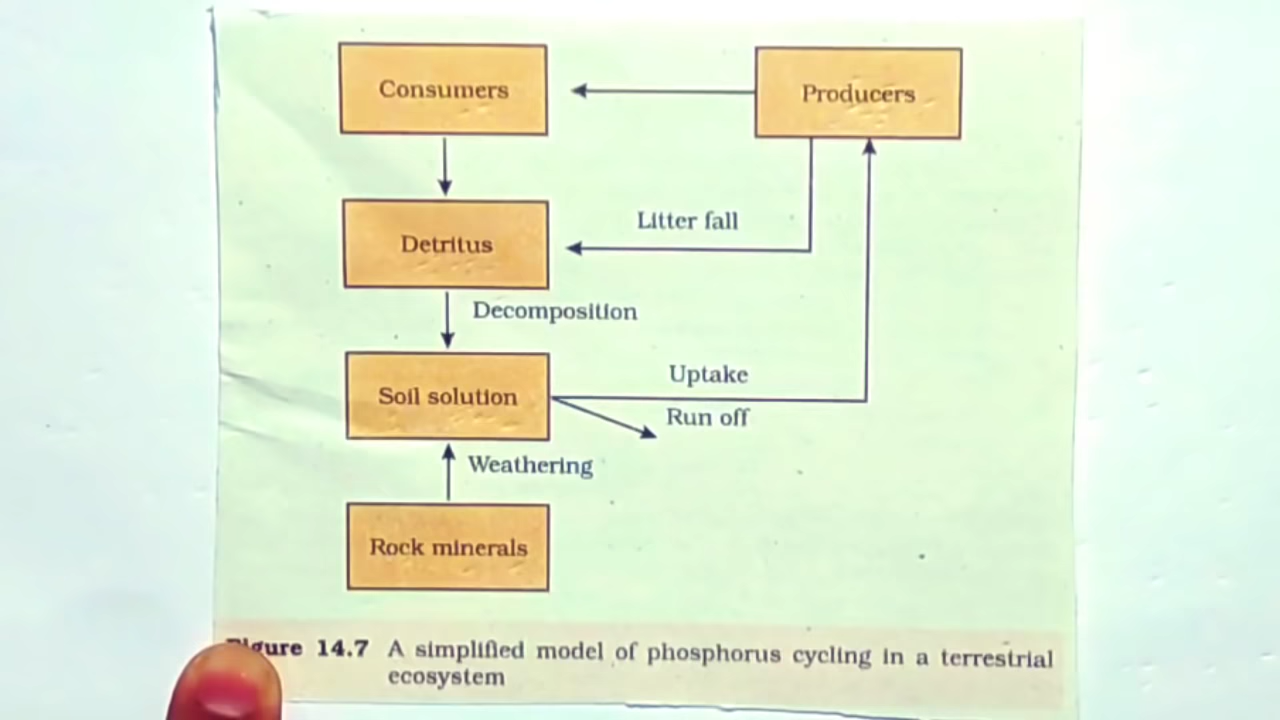 Consumers
Producers
Litter fall
Detritus
Decomposition
Uptake
Soil solution
Run off
Weathering
Rock minerals
Figure 14.7 A simplified model of phosphorus cycling in a terrestrial
ecosystem